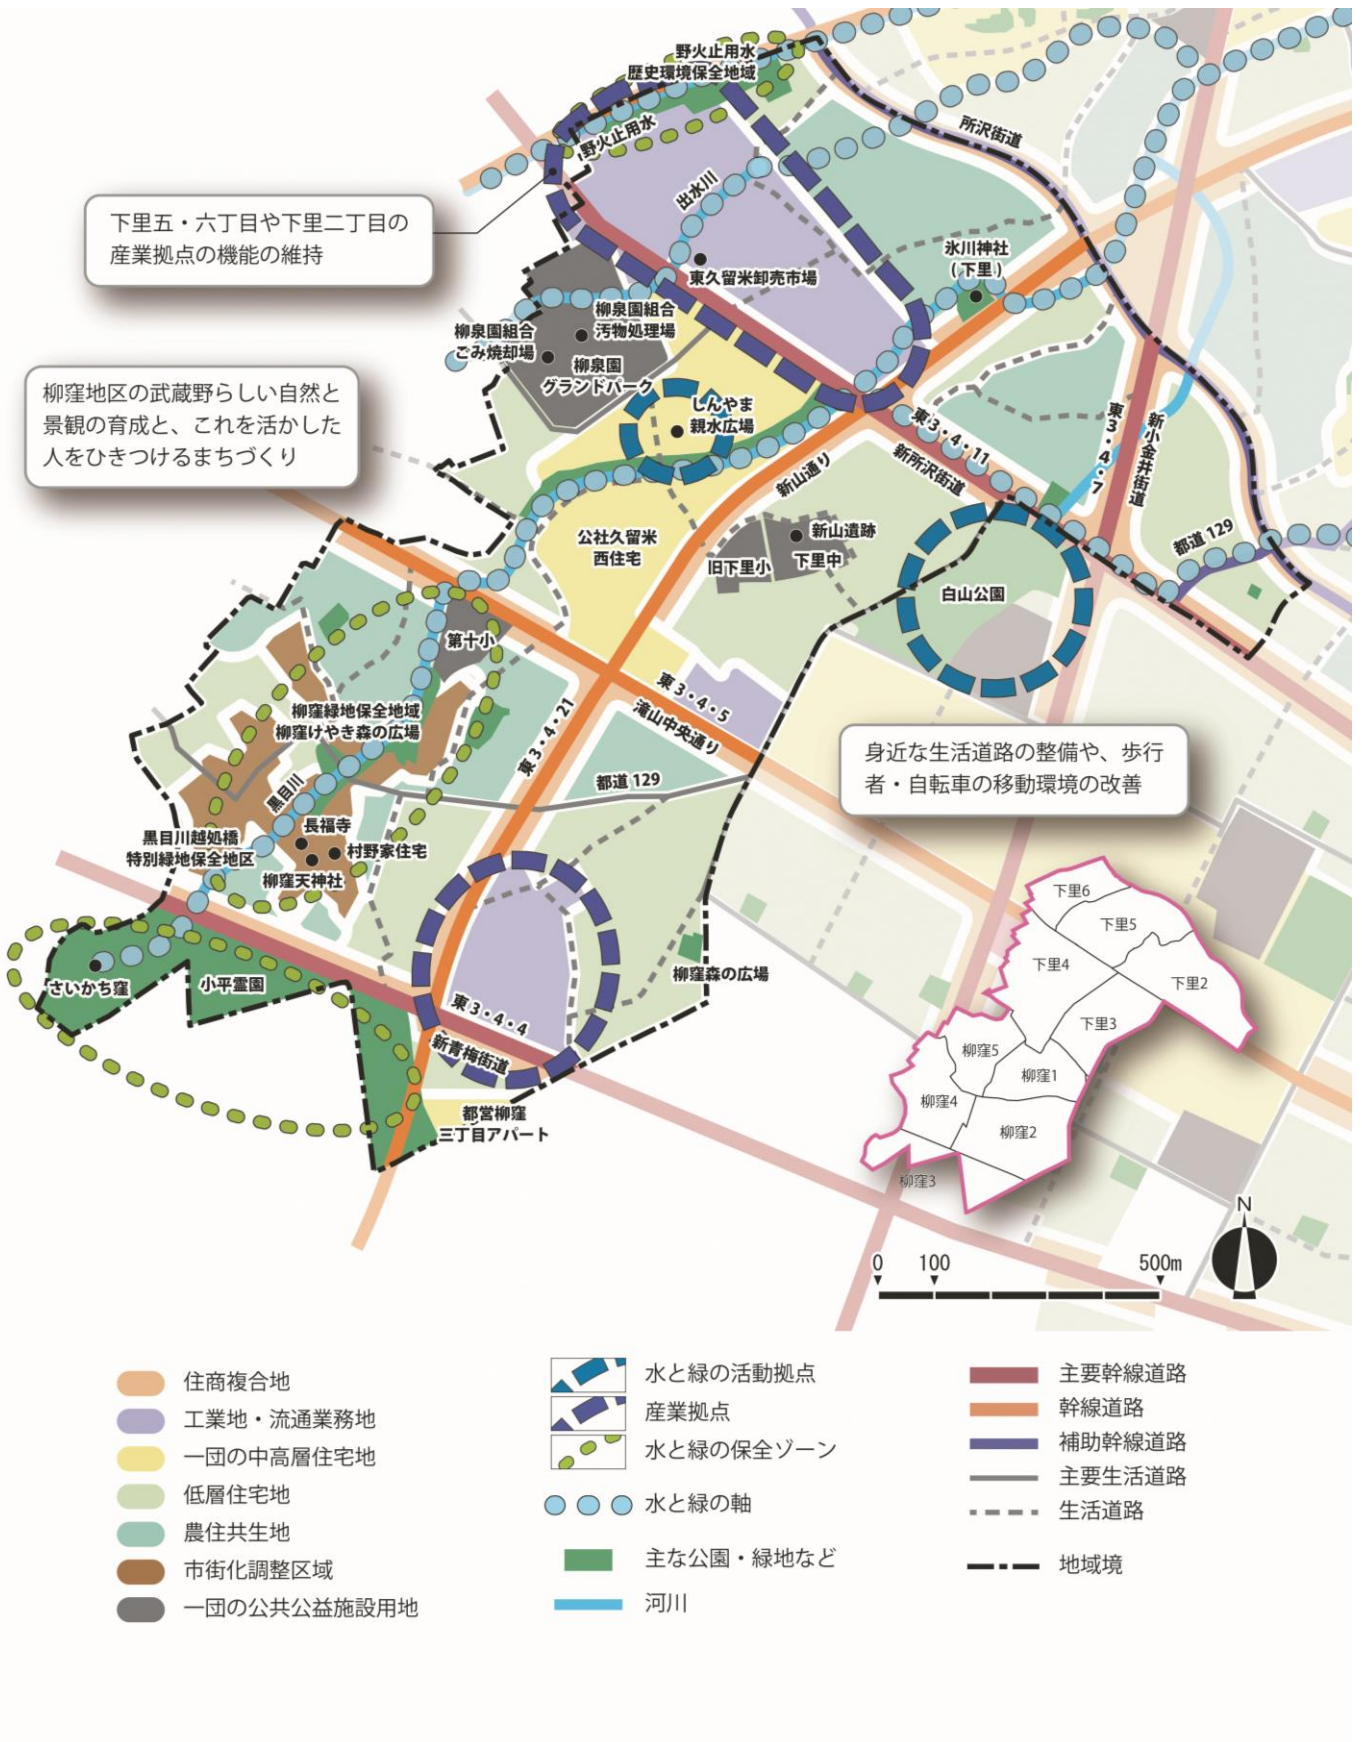 野火止用水
歴史環境保全地域
野火止用水
所沢街道
下里五・六丁目や下里二丁目の
産業拠点の機能の維持
出水川
氷川神社
(下里)
東久留米卸売市場
柳泉園組合
汚物処理場
柳泉園組合
ごみ焼却場
柳泉園
グランドパーク
柳窪地区の武蔵野らしい自然と
景観の育成と、これを活かした
人をひきつけるまちづくり
しんやま
親水広場
東3・4・11
新所沢街道
東3・4・7
新小金井街道
新山通り
公社久留米
西住宅
新山遺跡
旧下里小
下里中
都道129
白山公園
第十小
東3・4・5
滝山中央通り
柳窪緑地保全地域
柳窪けやき森の広場
東3・4・21
都道129
身近な生活道路の整備や、歩行
者・自転車の移動環境の改善
黒目川
長福寺
黒目川越処橋
特別緑地保全地区
村野家住宅
柳窪天神社
さいかち窪
小平霊園
柳窪森の広場
東3・4・4
新青梅街道
都営柳窪
三丁目アパート
下里6
下里5
下里4
下里2
下里3
柳窪5
柳窪1
柳窪4
柳窪2
柳窪3
N
0 100 500m
住商複合地
工業地・流通業務地
一団の中高層住宅地
低層住宅地
農住共生地
市街化調整区域
一団の公共公益施設用地
水と緑の活動拠点
産業拠点
水と緑の保全ゾーン
水と緑の軸
主な公園・緑地など
河川
主要幹線道路
幹線道路
補助幹線道路
主要生活道路
生活道路
地域境